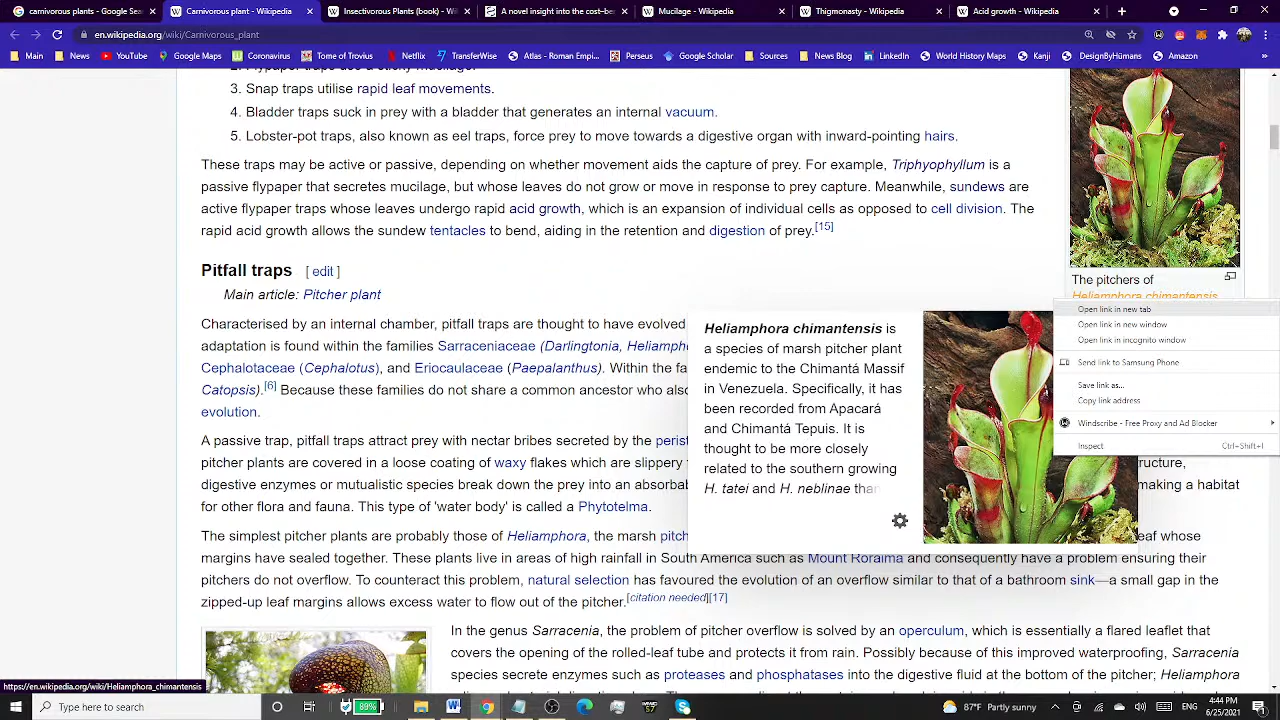 carnivorous plants - Google Sea
Carnivorous plant - Wikipedia
Insectivorous Plants (book) - W
A novel insight into the cost-be
Mucilage - Wikipedia
Thigmonasty - Wikipedia
Acid growth - Wikipedia
en.wikipedia.org/wiki/Carnivorous_plant
Main
News
YouTube
Google Maps
Coronavirus
Tome of Trovius
Netflix
TransferWise
Atlas - Roman Empi...
Perseus
Google Scholar
Sources
News Blog
LinkedIn
World History Maps
Kanji
DesignByHumans
Amazon
2. Flypaper traps use a sticky mucilage.
3. Snap traps utilise rapid leaf movements.
4. Bladder traps suck in prey with a bladder that generates an internal vacuum.
5. Lobster-pot traps, also known as eel traps, force prey to move towards a digestive organ with inward-pointing hairs.
These traps may be active or passive, depending on whether movement aids the capture of prey. For example, Triphyophyllum is a
passive flypaper that secretes mucilage, but whose leaves do not grow or move in response to prey capture. Meanwhile, sundews are
active flypaper traps whose leaves undergo rapid acid growth, which is an expansion of individual cells as opposed to cell division. The
rapid acid growth allows the sundew tentacles to bend, aiding in the retention and digestion of prey.[15]
The pitchers of
Heliamphora chimantensis
Pitfall traps [ edit ]
Main article: Pitcher plant
Characterised by an internal chamber, pitfall traps are thought to have evolved
adaptation is found within the families Sarraceniaceae (Darlingtonia, Heliamph
Cephalotaceae (Cephalotus), and Eriocaulaceae (Paepalanthus). Within the fa
Catopsis).[6] Because these families do not share a common ancestor who also
evolution.
A passive trap, pitfall traps attract prey with nectar bribes secreted by the perist
pitcher plants are covered in a loose coating of waxy flakes which are slippery
tructure,
digestive enzymes or mutualistic species break down the prey into an absorba
making a habitat
for other flora and fauna. This type of 'water body' is called a Phytotelma.
Heliamphora chimantensis is
a species of marsh pitcher plant
endemic to the Chimantá Massif
in Venezuela. Specifically, it has
been recorded from Apacará
and Chimantá Tepuis. It is
thought to be more closely
related to the southern growing
H. tatei and H. neblinae than
Open link in new tab
Open link in new window
Open link in incognito window
Send link to Samsung Phone
Save link as...
Copy link address
Windscribe - Free Proxy and Ad Blocker
Inspect Ctrl+Shift+I
The simplest pitcher plants are probably those of Heliamphora, the marsh pitch
eaf whose
margins have sealed together. These plants live in areas of high rainfall in South America such as Mount Roraima and consequently have a problem ensuring their
pitchers do not overflow. To counteract this problem, natural selection has favoured the evolution of an overflow similar to that of a bathroom sink—a small gap in the
zipped-up leaf margins allows excess water to flow out of the pitcher.[citation needed][17]
In the genus Sarracenia, the problem of pitcher overflow is solved by an operculum, which is essentially a flared leaflet that
covers the opening of the rolled-leaf tube and protects it from rain. Possibly because of this improved waterproofing, Sarracenia
species secrete enzymes such as proteases and phosphatases into the digestive fluid at the bottom of the pitcher; Heliamphora
https://en.wikipedia.org/wiki/Heliamphora_chimantensis
Type here to search
99%
87°F Partly sunny
ENG
4:44 PM
6/25/2021